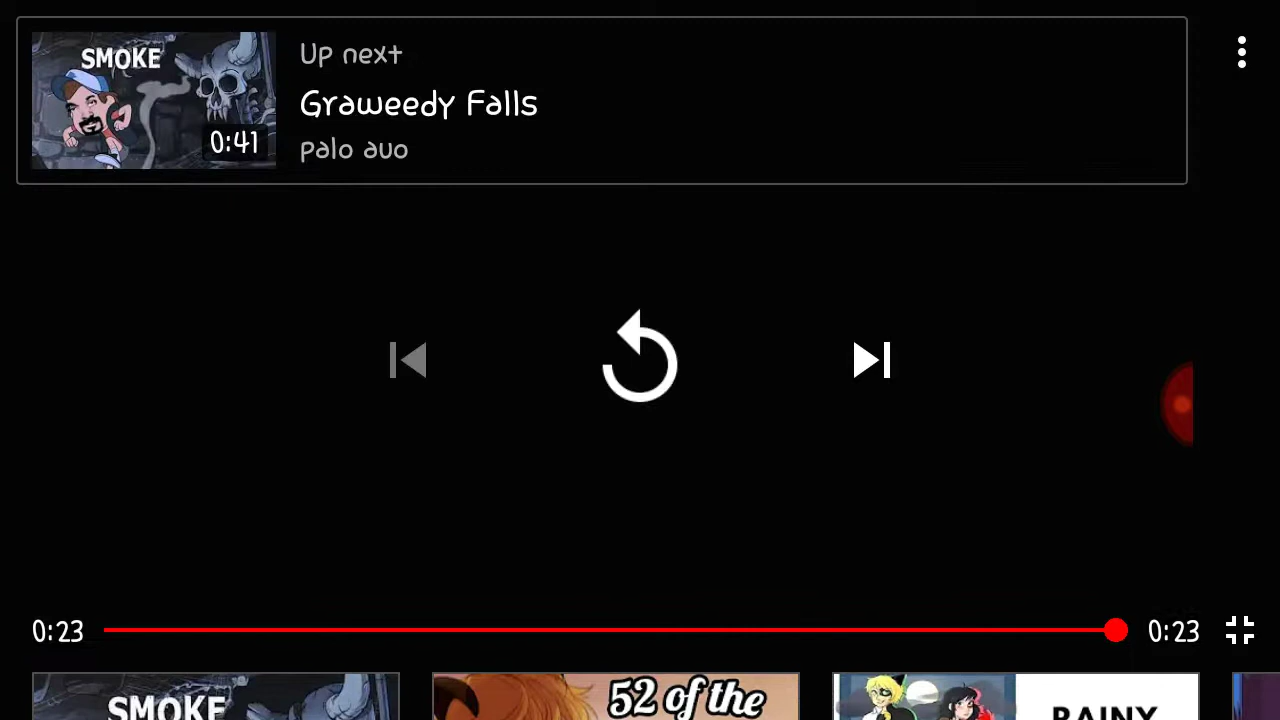 SMOKE
0:41
Up next
Graweedy Falls
palo auo
0:23
0:23
SMOKE
52 of the
RAINY